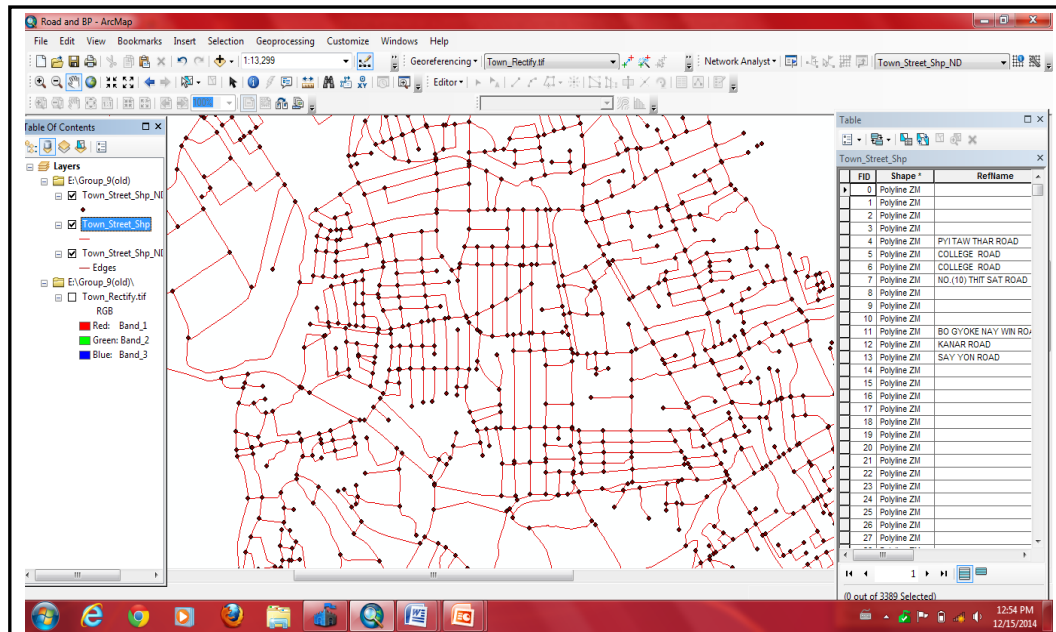 Road and BP - ArcMap
File Edit View Bookmarks Insert Selection Geoprocessing Customize Windows Help
1:13,299 Georeferencing Town_Rectify.tif Network Analyst Town_Street_Shp_ND
Editor
100%
Table Of Contents
Layers
E:\Group_9(old)
Town_Street_Shp_ND
Town_Street_Shp
Town_Street_Shp_ND
Edges
E:\Group_9(old)\
Town_Rectify.tif
RGB
Red: Band_1
Green: Band_2
Blue: Band_3
Table
Town_Street_Shp
FID Shape * RefName
0 Polyline ZM
1 Polyline ZM
2 Polyline ZM
3 Polyline ZM
4 Polyline ZM PYI TAW THAR ROAD
5 Polyline ZM COLLEGE ROAD
6 Polyline ZM COLLEGE ROAD
7 Polyline ZM NO.(10) THIT SAT ROAD
8 Polyline ZM
9 Polyline ZM
10 Polyline ZM
11 Polyline ZM BO GYOKE NAY WIN ROA
12 Polyline ZM KANAR ROAD
13 Polyline ZM SAY YON ROAD
14 Polyline ZM
15 Polyline ZM
16 Polyline ZM
17 Polyline ZM
18 Polyline ZM
19 Polyline ZM
20 Polyline ZM
21 Polyline ZM
22 Polyline ZM
23 Polyline ZM
24 Polyline ZM
25 Polyline ZM
26 Polyline ZM
27 Polyline ZM
1
(0 out of 3389 Selected)
12:54 PM
12/15/2014